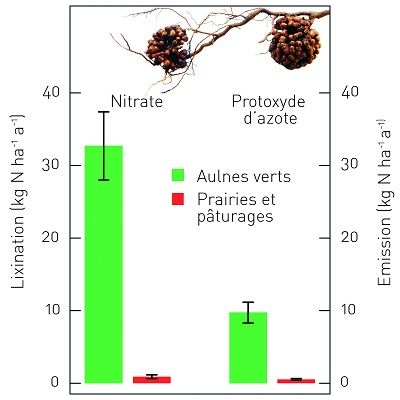 Nitrate
Protoxyde
d'azote
Lixination (kg N ha⁻¹ a⁻¹)
40
30
20
10
0
Aulnes verts
Prairies et
pâturages
40
30
20
10
0
Emission (kg N ha⁻¹ a⁻¹)